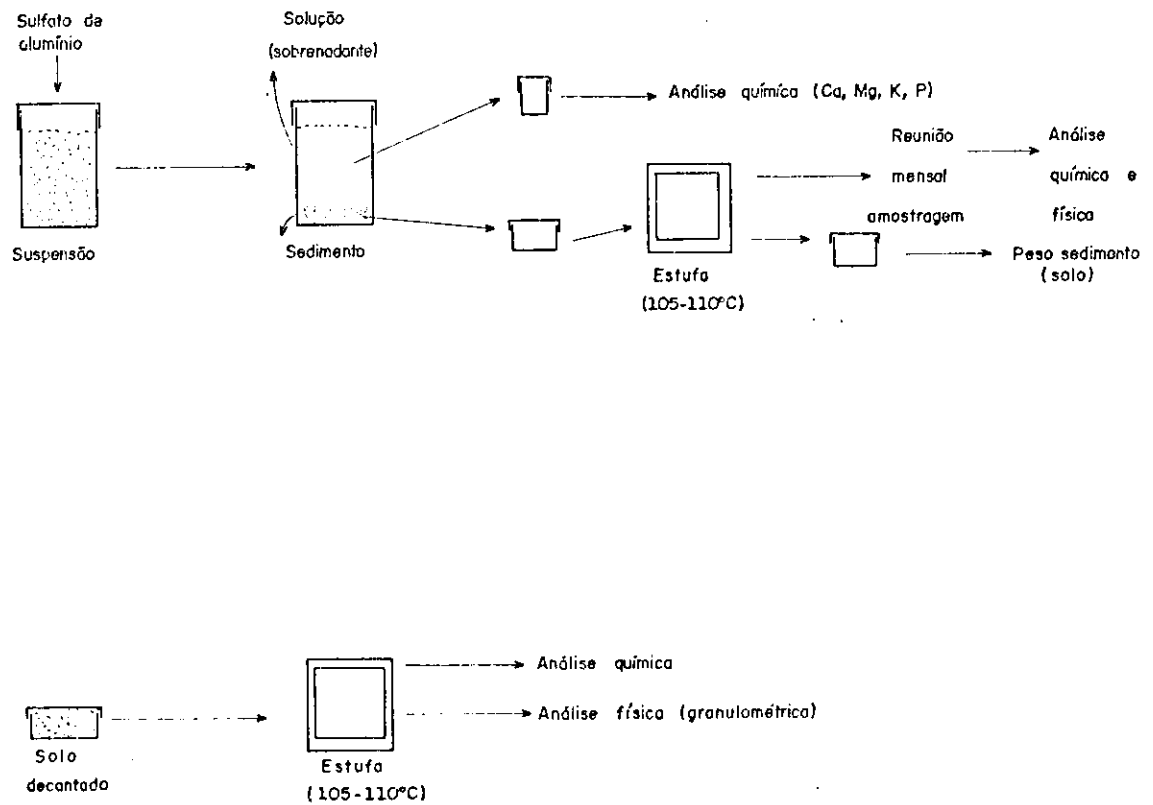 Sulfato de
alumínio
Suspensão
Solução
(sobrenadante)
Sedimento
Análise química (Ca, Mg, K, P)
Estufa
(105-110°C)
Reunião
mensal
amostragem
Análise
química e
física
Peso sedimento
(solo)
Solo
decantado
Estufa
(105-110°C)
Análise química
Análise física (granulométrica)